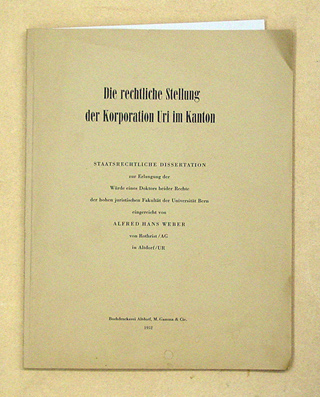 Die rechtliche Stellung
der Korporation Uri im Kanton
STAATSRECHTLICHE DISSERTATION
zur Erlangung der
Würde eines Doktors beider Rechte
der hohen juristischen Fakultät der Universität Bern
eingereicht von
ALFRED HANS WEBER
von Rothrist/AG
in Altdorf/UR
Buchdruckerei Altdorf, M. Gamma & Cie.